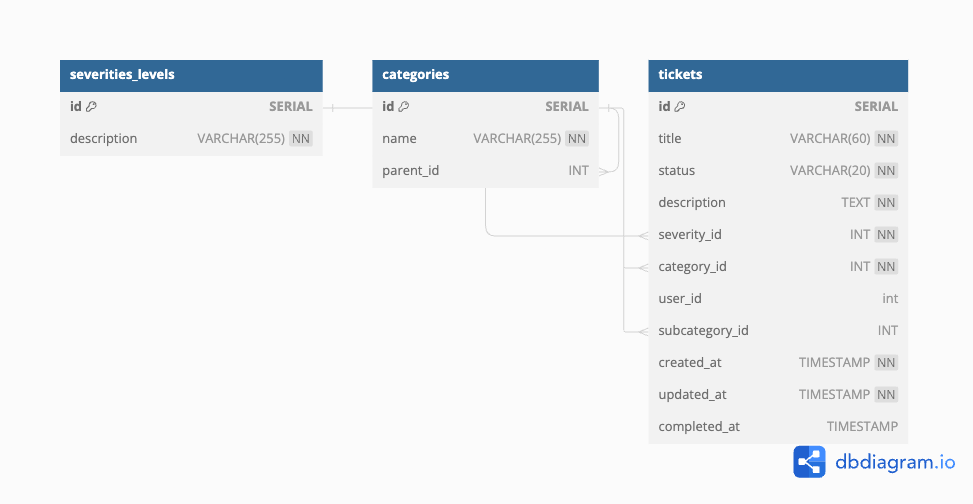 severities_levels
id SERIAL
description VARCHAR(255) NN
categories
id SERIAL
name VARCHAR(255) NN
parent_id INT
tickets
id SERIAL
title VARCHAR(60) NN
status VARCHAR(20) NN
description TEXT NN
severity_id INT NN
category_id INT NN
user_id int
subcategory_id INT
created_at TIMESTAMP NN
updated_at TIMESTAMP NN
completed_at TIMESTAMP
dbdiagram.io